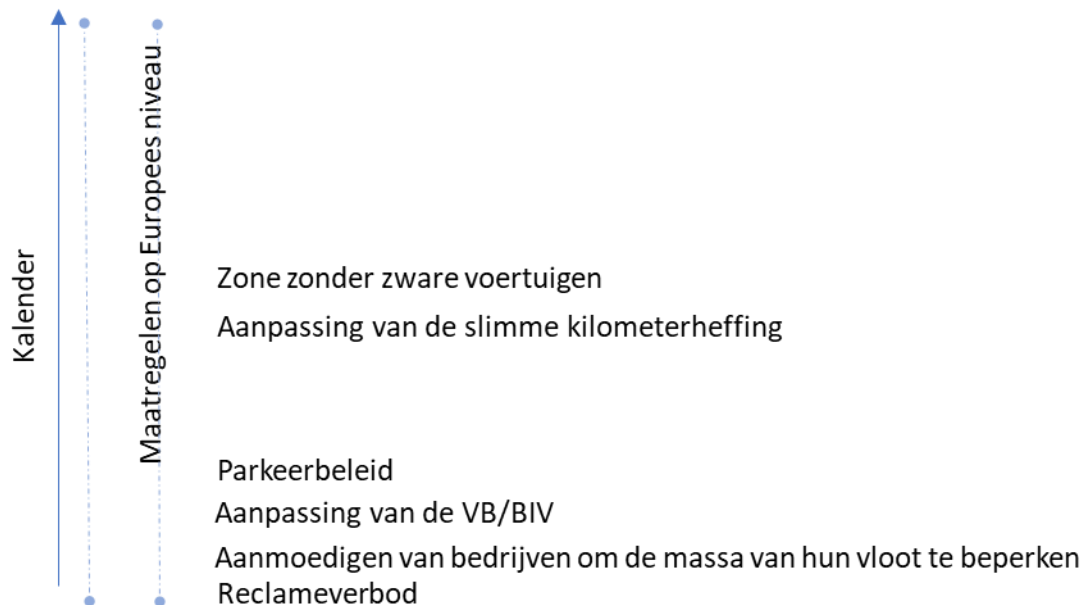 Kalender
Maatregelen op Europees niveau
Zone zonder zware voertuigen
Aanpassing van de slimme kilometerheffing
Parkeerbeleid
Aanpassing van de VB/BIV
Aanmoedigen van bedrijven om de massa van hun vloot te beperken
Reclameverbod